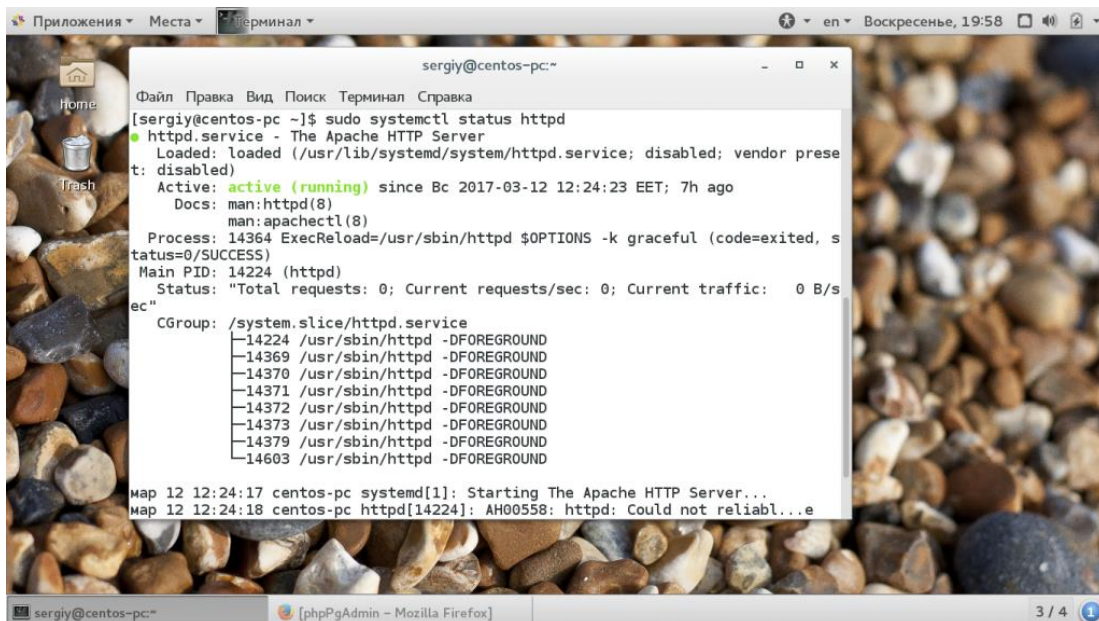 Приложения Места Терминал en Воскресенье, 19:58
home
Trash
sergiy@centos-pc:~
Файл Правка Вид Поиск Терминал Справка
[sergiy@centos-pc ~]$ sudo systemctl status httpd
● httpd.service - The Apache HTTP Server
   Loaded: loaded (/usr/lib/systemd/system/httpd.service; disabled; vendor prese
t: disabled)
   Active: active (running) since Вс 2017-03-12 12:24:23 EET; 7h ago
     Docs: man:httpd(8)
           man:apachectl(8)
  Process: 14364 ExecReload=/usr/sbin/httpd $OPTIONS -k graceful (code=exited, s
tatus=0/SUCCESS)
 Main PID: 14224 (httpd)
   Status: "Total requests: 0; Current requests/sec: 0; Current traffic:   0 B/s
ec"
   CGroup: /system.slice/httpd.service
           ├─14224 /usr/sbin/httpd -DFOREGROUND
           ├─14369 /usr/sbin/httpd -DFOREGROUND
           ├─14370 /usr/sbin/httpd -DFOREGROUND
           ├─14371 /usr/sbin/httpd -DFOREGROUND
           ├─14372 /usr/sbin/httpd -DFOREGROUND
           ├─14373 /usr/sbin/httpd -DFOREGROUND
           ├─14379 /usr/sbin/httpd -DFOREGROUND
           └─14603 /usr/sbin/httpd -DFOREGROUND
мар 12 12:24:17 centos-pc systemd[1]: Starting The Apache HTTP Server...
мар 12 12:24:18 centos-pc httpd[14224]: AH00558: httpd: Could not reliabl...e
sergiy@centos-pc:~ [phpPgAdmin – Mozilla Firefox] 3 / 4 1